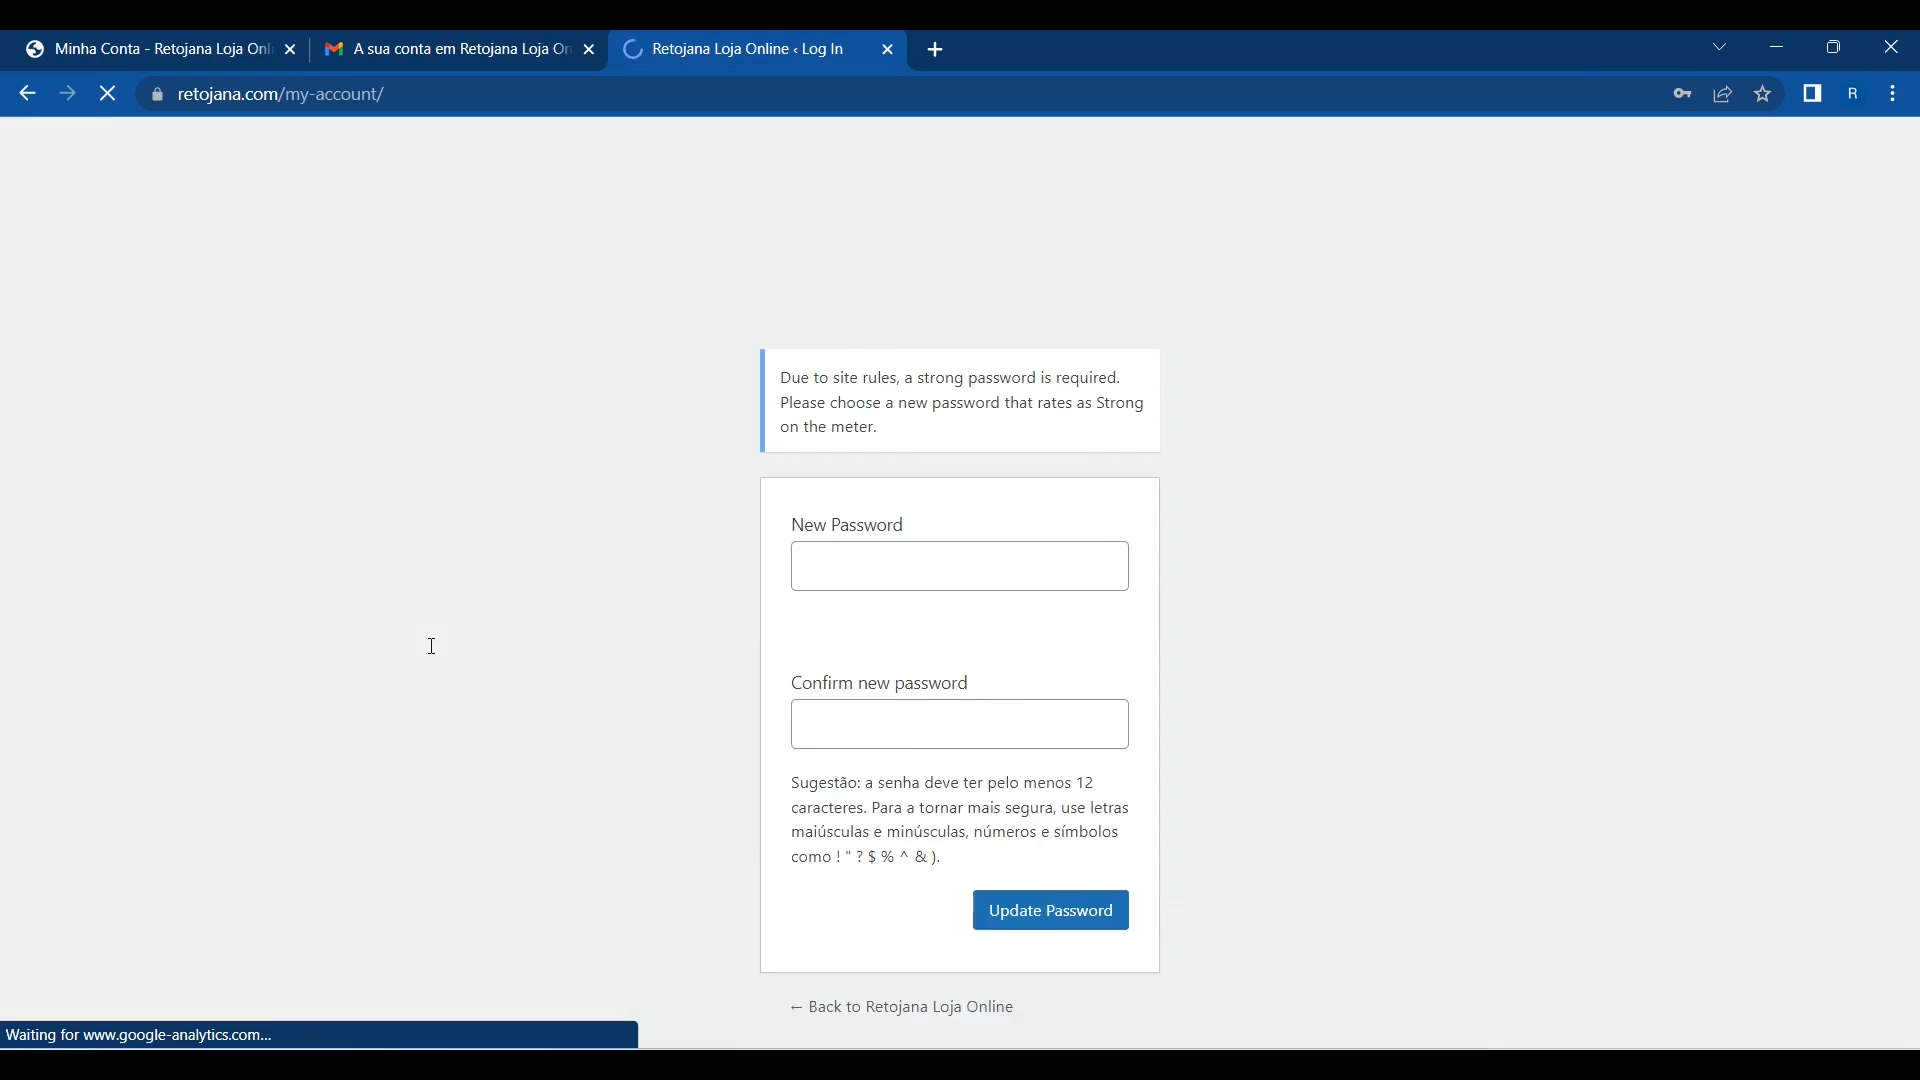 Minha Conta - Retojana Loja Onli
A sua conta em Retojana Loja On
Retojana Loja Online ‹ Log In
retojana.com/my-account/
R
Due to site rules, a strong password is required.
Please choose a new password that rates as Strong
on the meter.
New Password
Confirm new password
Sugestão: a senha deve ter pelo menos 12
caracteres. Para a tornar mais segura, use letras
maiúsculas e minúsculas, números e símbolos
como ! " ? $ % ^ & ).
Update Password
← Back to Retojana Loja Online
Waiting for www.google-analytics.com...